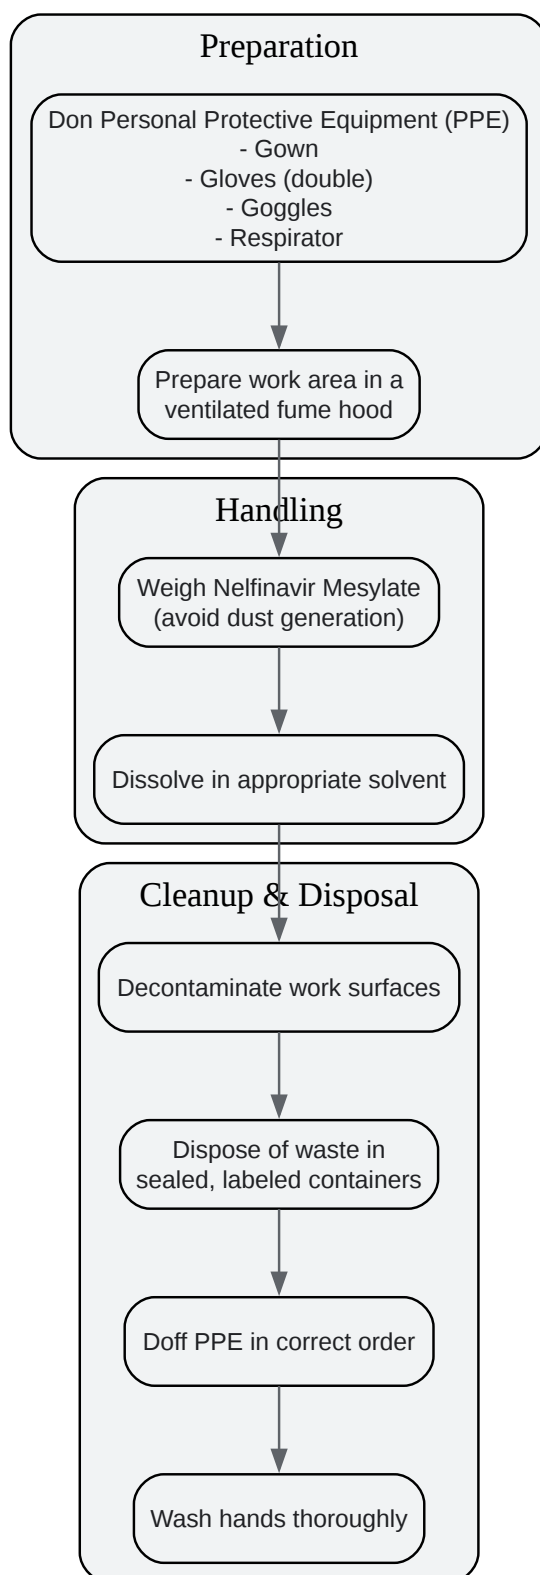 Preparation
Don Personal Protective Equipment (PPE)
- Gown
- Gloves (double)
- Goggles
- Respirator
Prepare work area in a
ventilated fume hood
Handling
Weigh Nelfinavir Mesylate
(avoid dust generation)
Dissolve in appropriate solvent
Cleanup & Disposal
Decontaminate work surfaces
Dispose of waste in
sealed, labeled containers
Doff PPE in correct order
Wash hands thoroughly